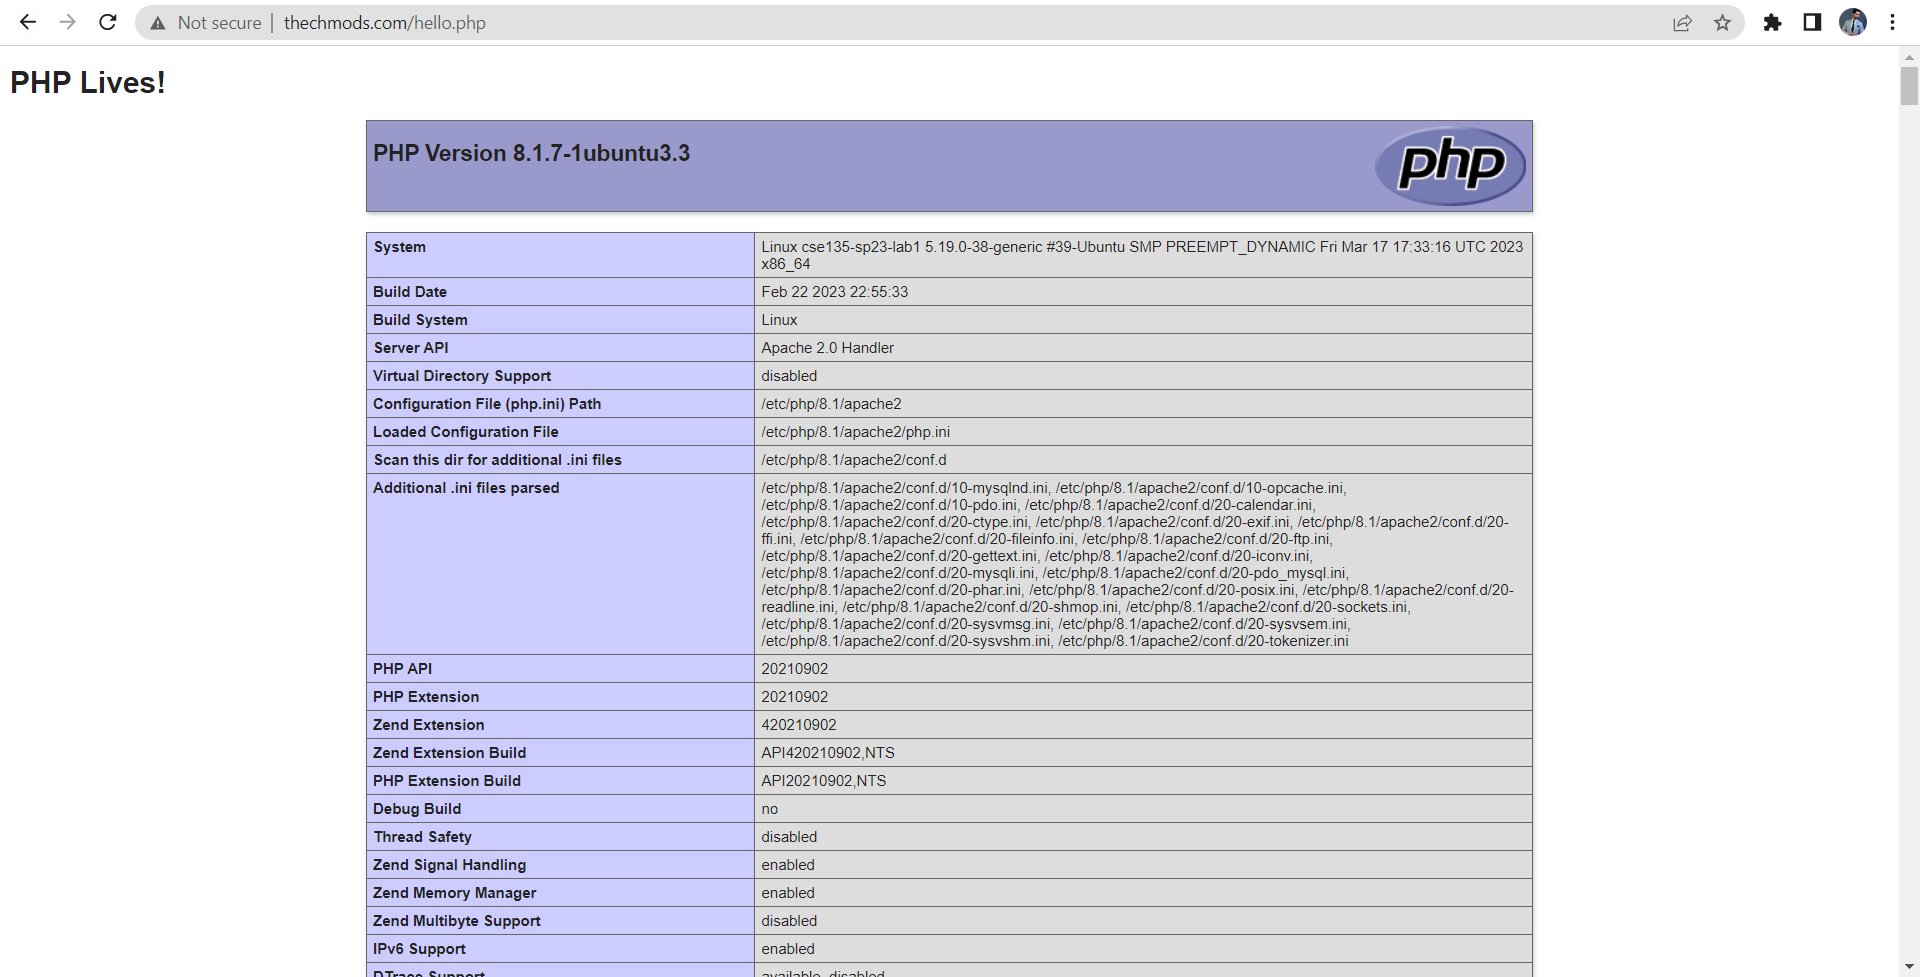 Not secure | thechmods.com/hello.php
PHP Lives!
PHP Version 8.1.7-1ubuntu3.3
php
System
Linux cse135-sp23-lab1 5.19.0-38-generic #39-Ubuntu SMP PREEMPT_DYNAMIC Fri Mar 17 17:33:16 UTC 2023
x86_64
Build Date
Feb 22 2023 22:55:33
Build System
Linux
Server API
Apache 2.0 Handler
Virtual Directory Support
disabled
Configuration File (php.ini) Path
/etc/php/8.1/apache2
Loaded Configuration File
/etc/php/8.1/apache2/php.ini
Scan this dir for additional .ini files
/etc/php/8.1/apache2/conf.d
Additional .ini files parsed
/etc/php/8.1/apache2/conf.d/10-mysqlnd.ini, /etc/php/8.1/apache2/conf.d/10-opcache.ini,
/etc/php/8.1/apache2/conf.d/10-pdo.ini, /etc/php/8.1/apache2/conf.d/20-calendar.ini,
/etc/php/8.1/apache2/conf.d/20-ctype.ini, /etc/php/8.1/apache2/conf.d/20-exif.ini, /etc/php/8.1/apache2/conf.d/20-
ffi.ini, /etc/php/8.1/apache2/conf.d/20-fileinfo.ini, /etc/php/8.1/apache2/conf.d/20-ftp.ini,
/etc/php/8.1/apache2/conf.d/20-gettext.ini, /etc/php/8.1/apache2/conf.d/20-iconv.ini,
/etc/php/8.1/apache2/conf.d/20-mysqli.ini, /etc/php/8.1/apache2/conf.d/20-pdo_mysql.ini,
/etc/php/8.1/apache2/conf.d/20-phar.ini, /etc/php/8.1/apache2/conf.d/20-posix.ini, /etc/php/8.1/apache2/conf.d/20-
readline.ini, /etc/php/8.1/apache2/conf.d/20-shmop.ini, /etc/php/8.1/apache2/conf.d/20-sockets.ini,
/etc/php/8.1/apache2/conf.d/20-sysvmsg.ini, /etc/php/8.1/apache2/conf.d/20-sysvsem.ini,
/etc/php/8.1/apache2/conf.d/20-sysvshm.ini, /etc/php/8.1/apache2/conf.d/20-tokenizer.ini
PHP API
20210902
PHP Extension
20210902
Zend Extension
420210902
Zend Extension Build
API420210902,NTS
PHP Extension Build
API20210902,NTS
Debug Build
no
Thread Safety
disabled
Zend Signal Handling
enabled
Zend Memory Manager
enabled
Zend Multibyte Support
disabled
IPv6 Support
enabled
DTrace Support
available, disabled